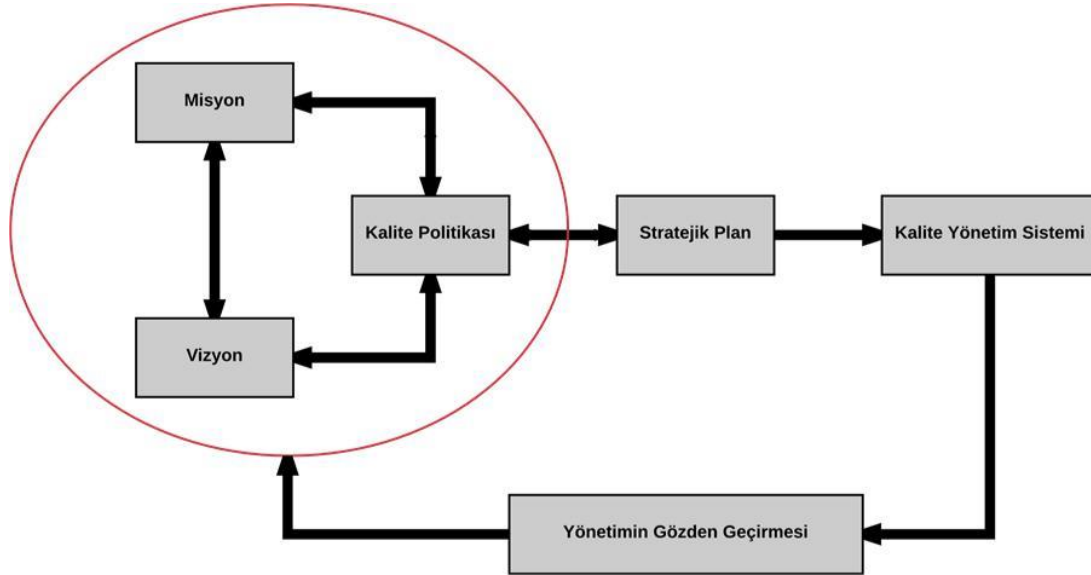 Misyon
Kalite Politikası
Stratejik Plan
Kalite Yönetim Sistemi
Vizyon
Yönetimin Gözden Geçirmesi